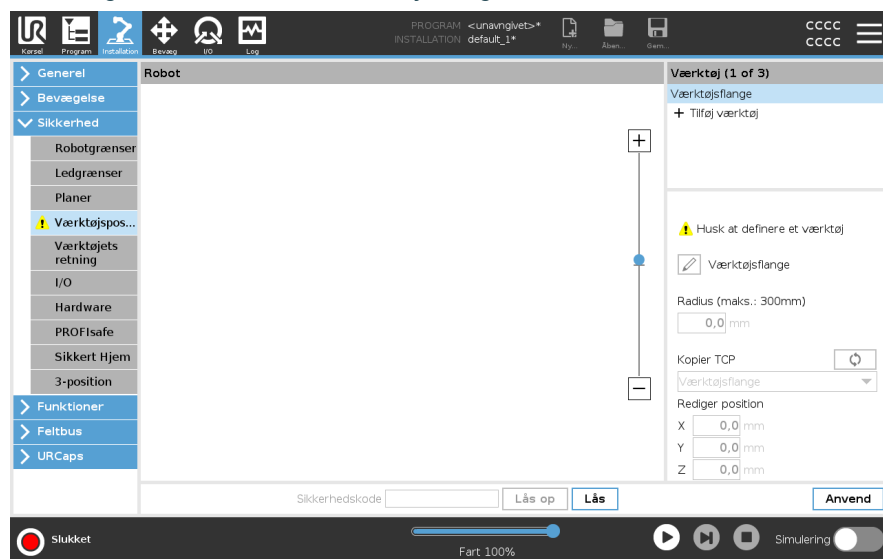 PROGRAM <unavngivet>*
INSTALLATION default_1*
Kørsel
Program
Installation
Bevæg
I/O
Log
Ny...
Åben...
Gem...
cccc
cccc
Generel
Bevægelse
Sikkerhed
Robotgrænser
Ledgrænser
Planer
Værktøjspos...
Værktøjets
retning
I/O
Hardware
PROFIsafe
Sikkert Hjem
3-position
Funktioner
Feltbus
URCaps
Robot
Værktøj (1 of 3)
Værktøjsflange
+ Tilføj værktøj
Husk at definere et værktøj
Værktøjsflange
Radius (maks.: 300mm)
0,0 mm
Kopier TCP
Værktøjsflange
Rediger position
X 0,0 mm
Y 0,0 mm
Z 0,0 mm
Sikkerhedskode
Lås op
Lås
Anvend
Slukket
Fart 100%
Simulering